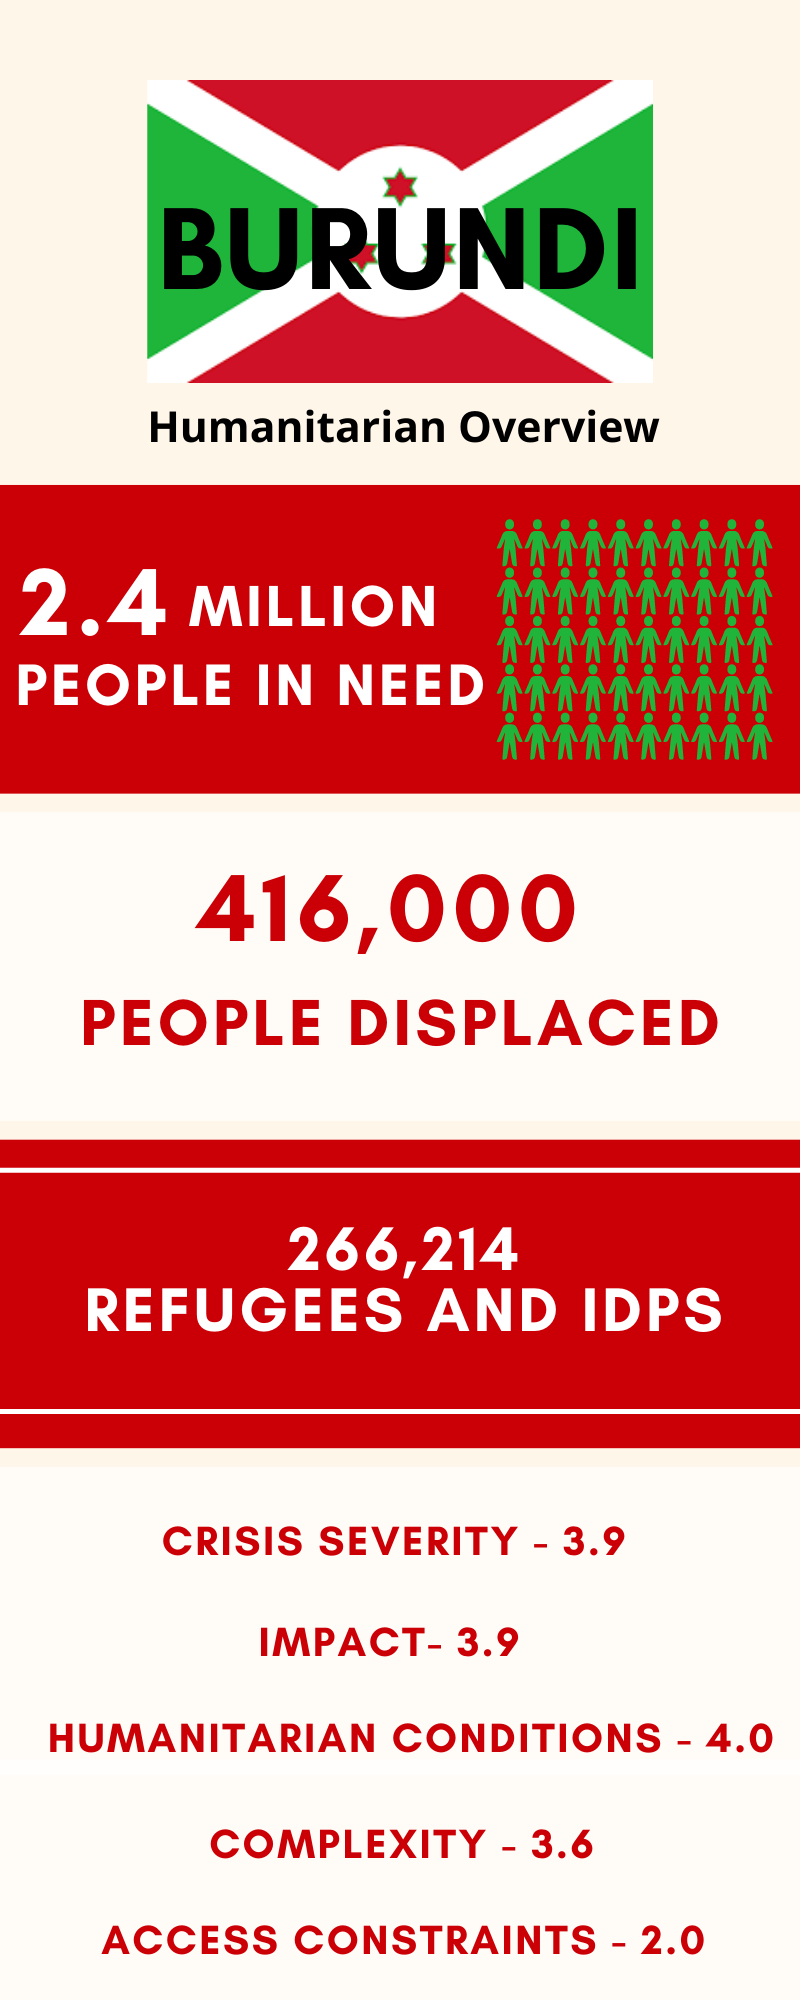 BURUNDI
Humanitarian Overview
2.4 MILLION
PEOPLE IN NEED
416,000
PEOPLE DISPLACED
266,214
REFUGEES AND IDPS
CRISIS SEVERITY - 3.9
IMPACT- 3.9
HUMANITARIAN CONDITIONS - 4.0
COMPLEXITY - 3.6
ACCESS CONSTRAINTS - 2.0